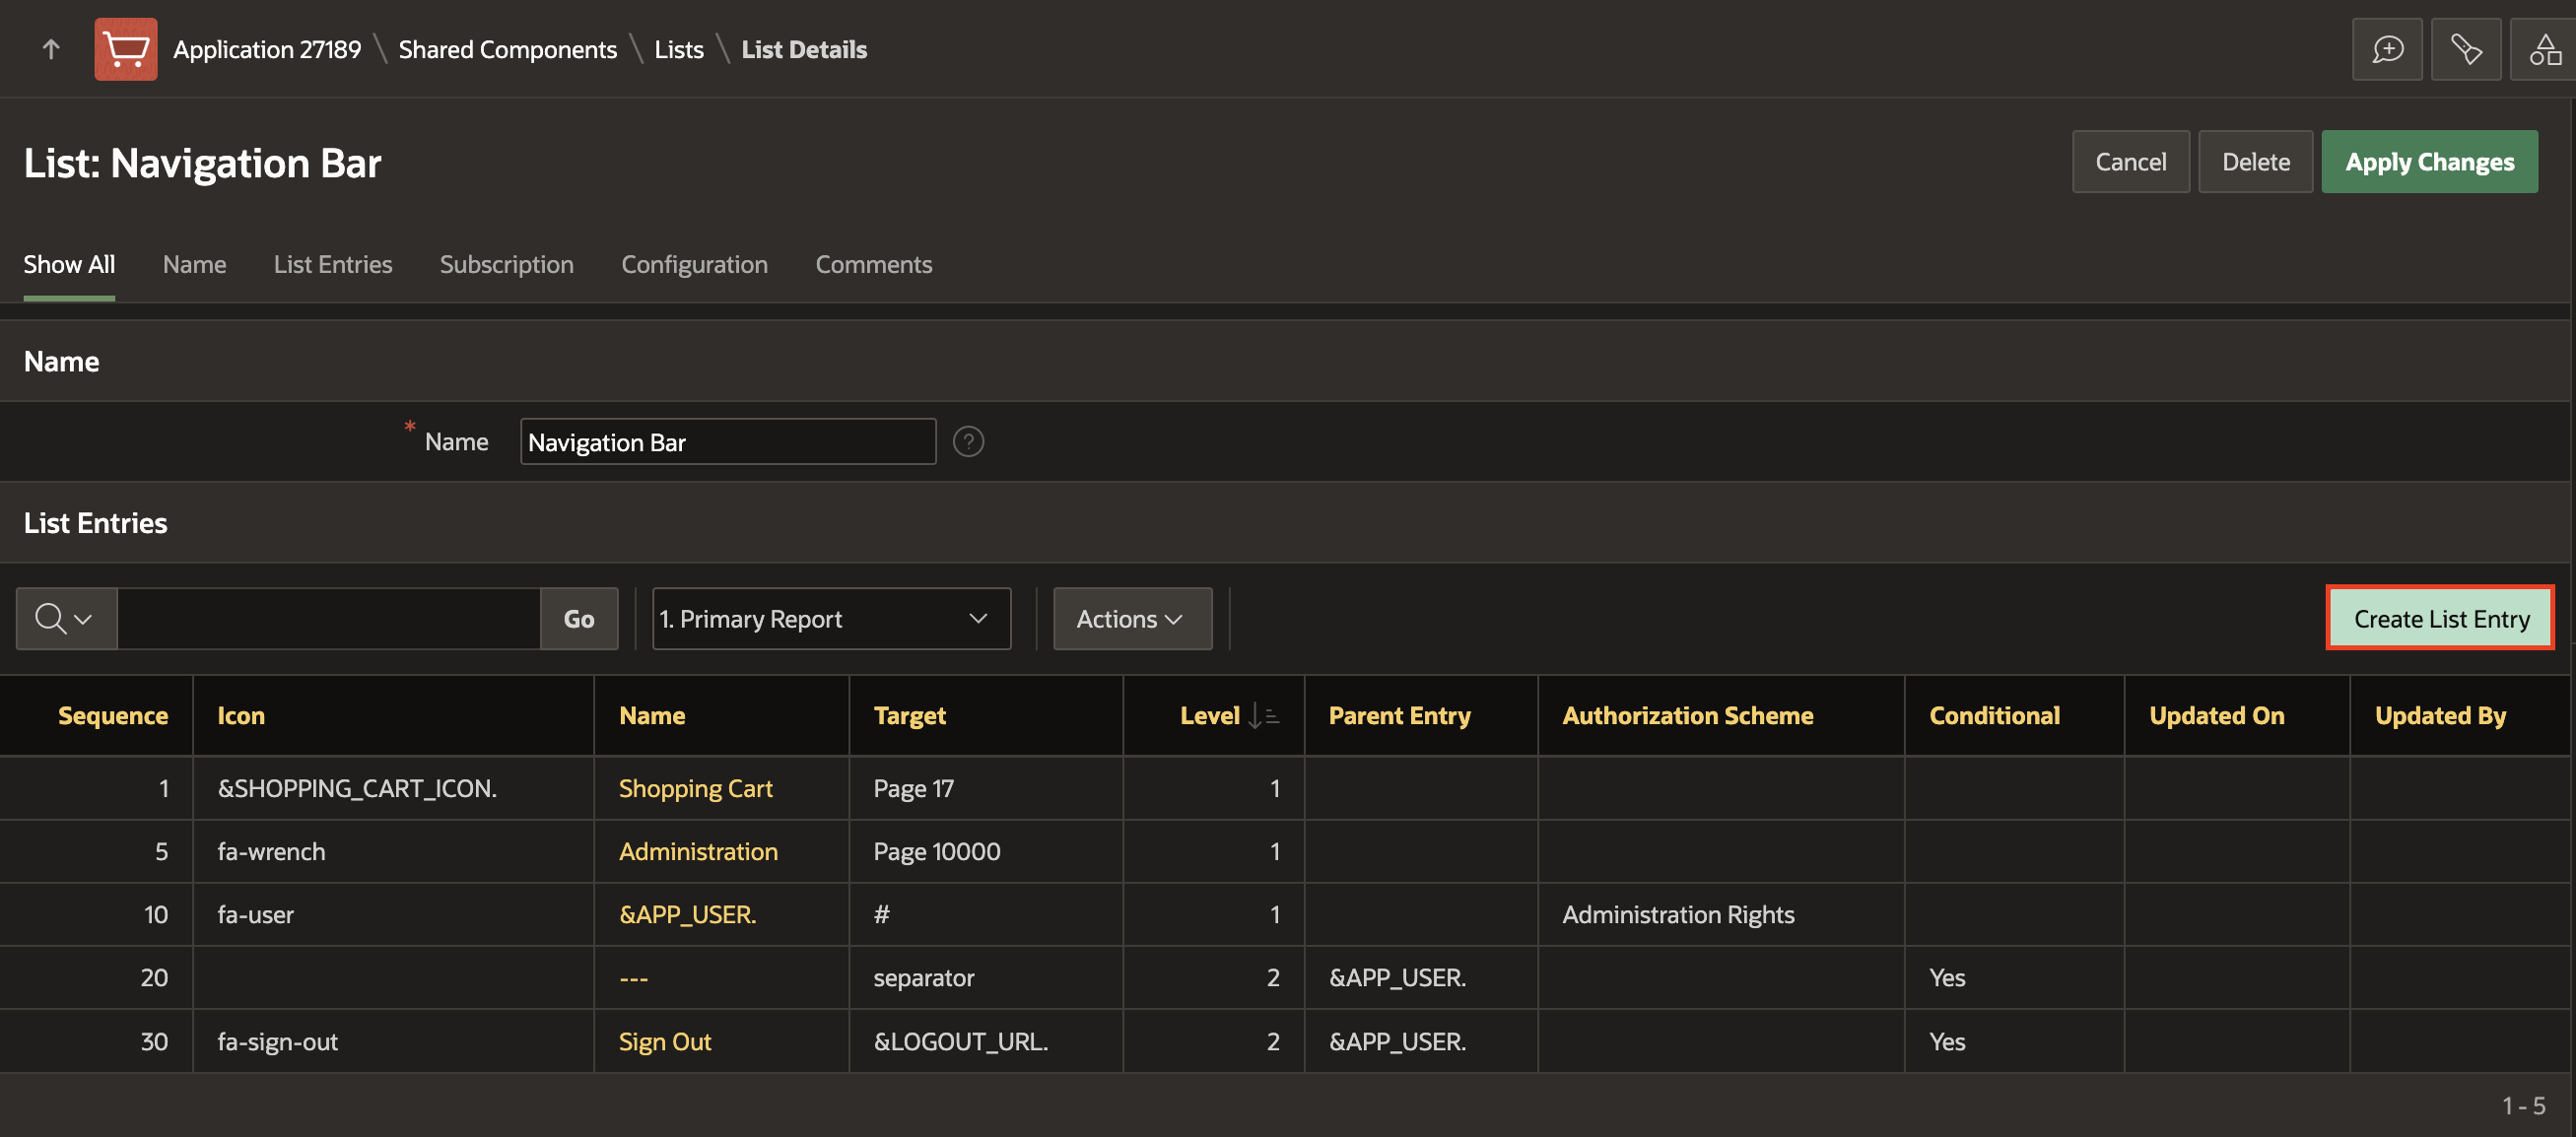 Application 27189 \ Shared Components \ Lists \ List Details
List: Navigation Bar
Cancel Delete Apply Changes
Show All Name List Entries Subscription Configuration Comments
Name
* Name Navigation Bar ?
List Entries
Go 1. Primary Report Actions Create List Entry
Sequence Icon Name Target Level Parent Entry Authorization Scheme Conditional Updated On Updated By
1 &SHOPPING_CART_ICON. Shopping Cart Page 17 1
5 fa-wrench Administration Page 10000 1
10 fa-user &APP_USER. # 1 Administration Rights
20 --- separator 2 &APP_USER. Yes
30 fa-sign-out Sign Out &LOGOUT_URL. 2 &APP_USER. Yes
1 - 5